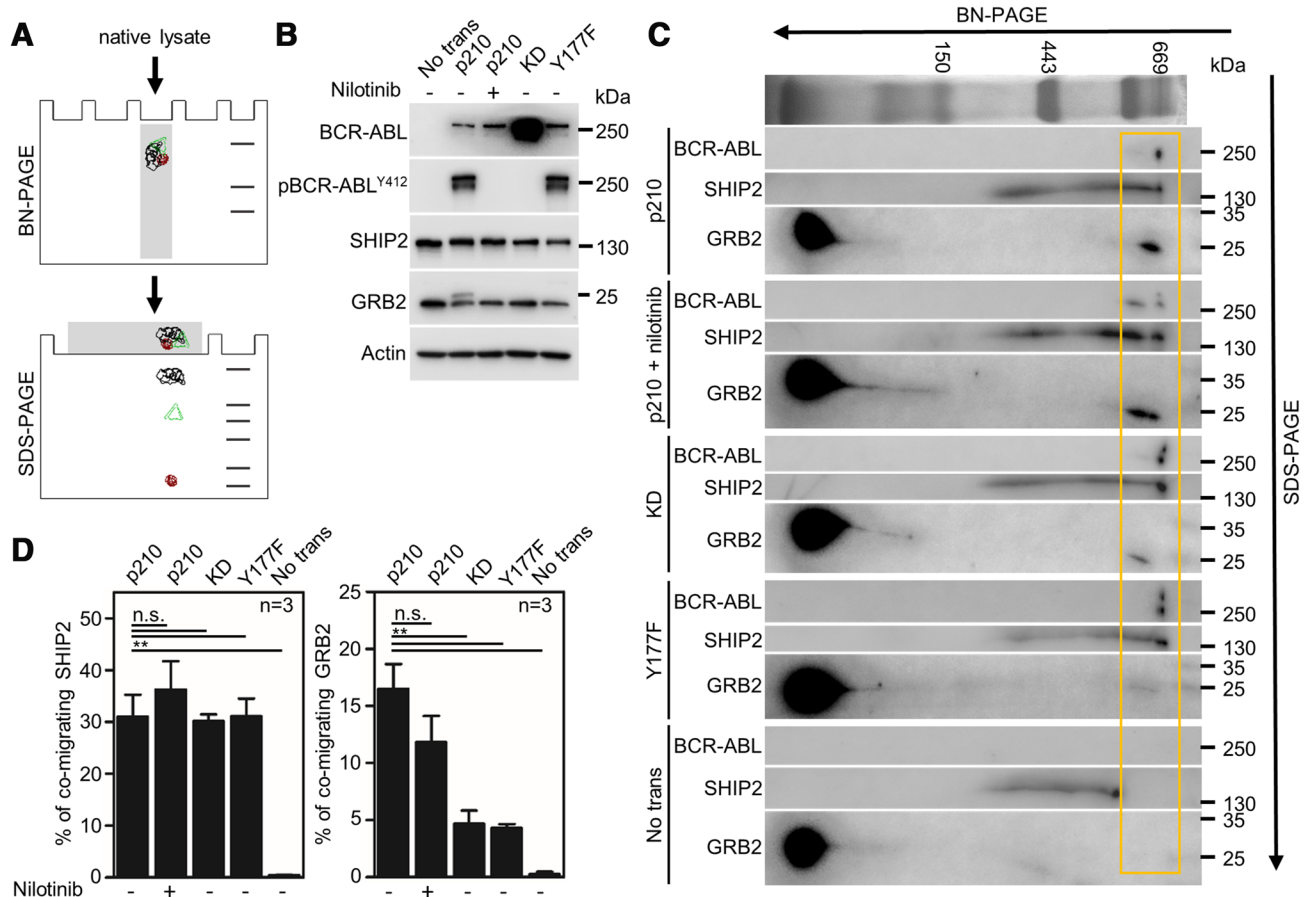 A
native lysate
BN-PAGE
SDS-PAGE
B
No trans
p210
p210
KD
Y177F
Nilotinib - - + - -
kDa
BCR-ABL
250
pBCR-ABLY412
250
SHIP2
130
GRB2
25
Actin
C
BN-PAGE
150
443
669
kDa
SDS-PAGE
p210
BCR-ABL
250
SHIP2
130
35
GRB2
25
p210 + nilotinib
BCR-ABL
250
SHIP2
130
GRB2
35
25
KD
BCR-ABL
250
SHIP2
130
GRB2
35
25
Y177F
BCR-ABL
250
SHIP2
130
35
GRB2
25
No trans
BCR-ABL
250
SHIP2
130
35
GRB2
25
D
p210
p210
KD
Y177F
No trans
n=3
n.s.
**
% of co-migrating SHIP2
50
40
30
20
10
0
Nilotinib - + - - -
p210
p210
KD
Y177F
No trans
n=3
n.s.
**
% of co-migrating GRB2
25
20
15
10
5
0
- + - - -